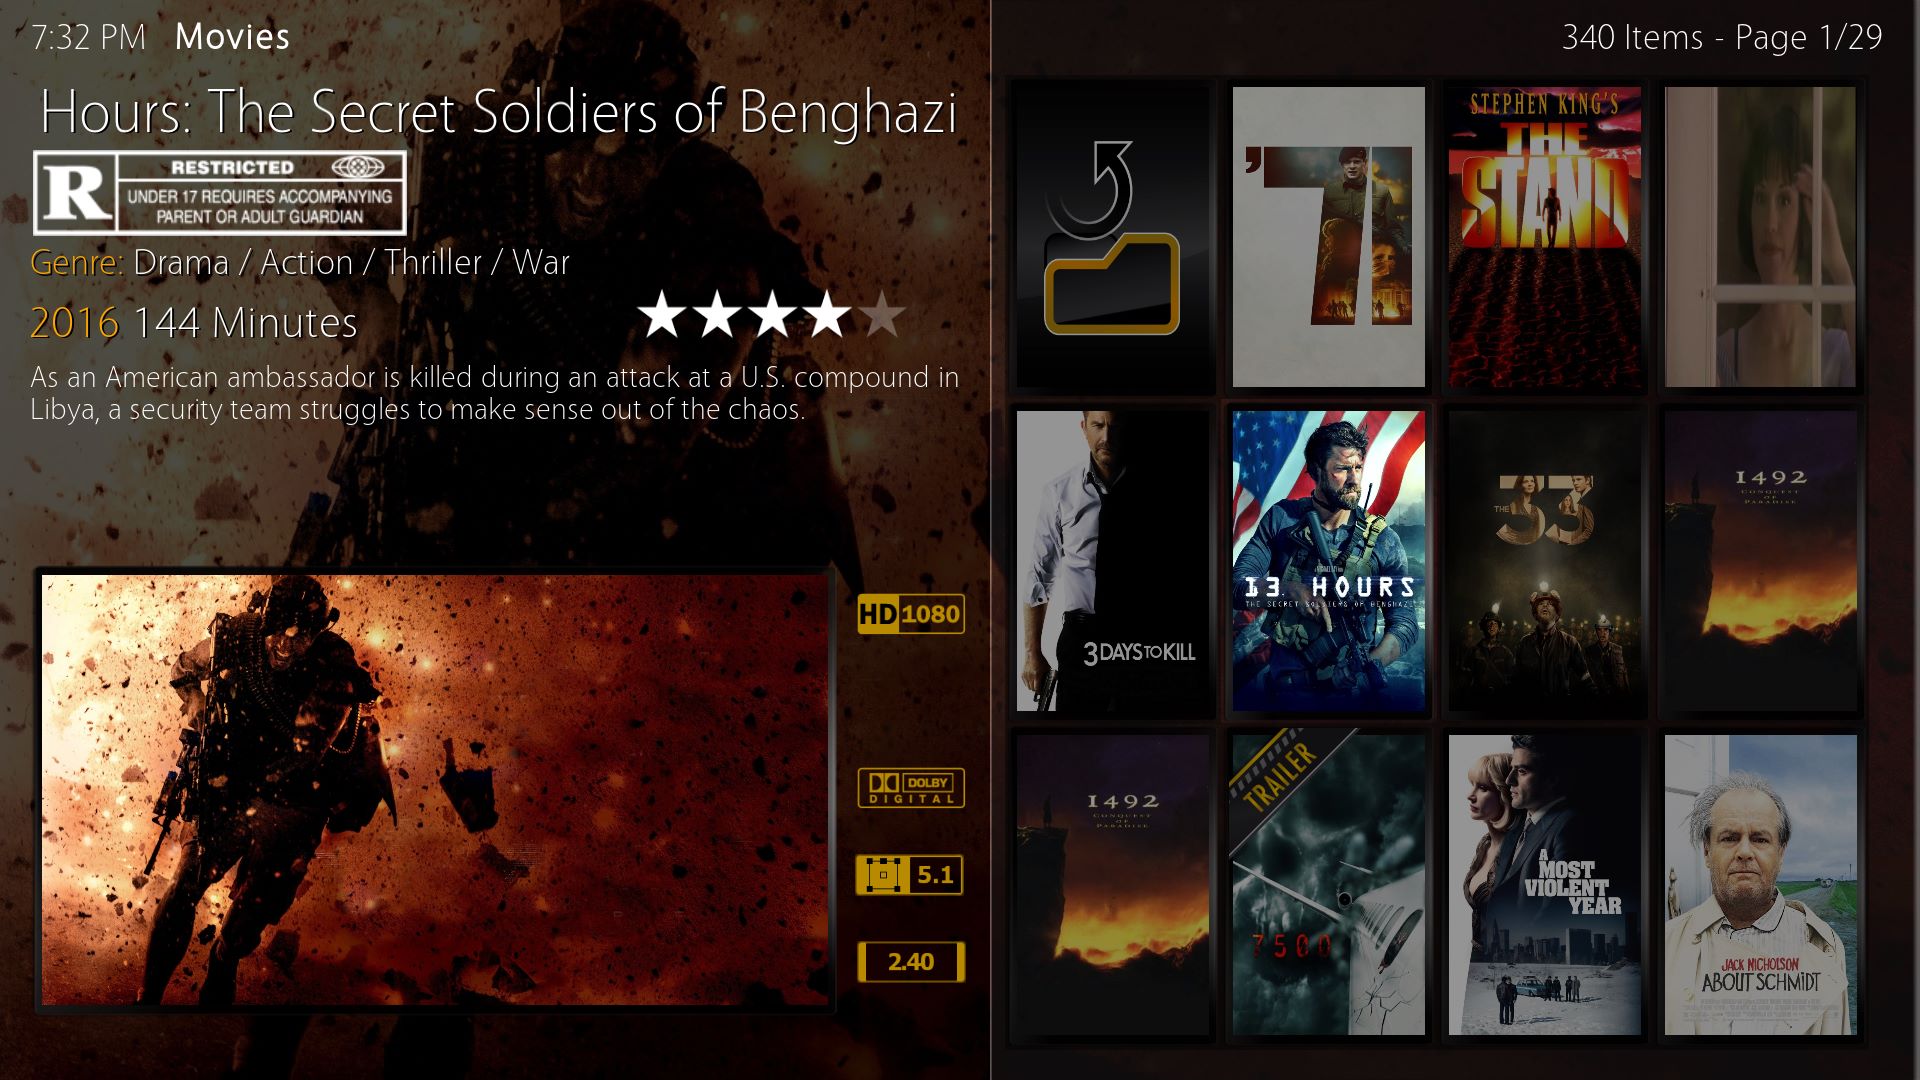 7:32 PM Movies
340 Items - Page 1/29
Hours: The Secret Soldiers of Benghazi
R
RESTRICTED
UNDER 17 REQUIRES ACCOMPANYING
PARENT OR ADULT GUARDIAN
Genre: Drama / Action / Thriller / War
2016 144 Minutes
As an American ambassador is killed during an attack at a U.S. compound in
Libya, a security team struggles to make sense out of the chaos.
HD 1080
DOLBY
DIGITAL
5.1
2.40
'71
STEPHEN KING'S
THE
STAND
3 DAYS TO KILL
13 HOURS
THE SECRET SOLDIERS OF BENGHAZI
THE 33
1492
CONQUEST
OF
PARADISE
1492
CONQUEST
OF
PARADISE
TRAILER
7500
A
MOST
VIOLENT
YEAR
JACK NICHOLSON
ABOUT SCHMIDT